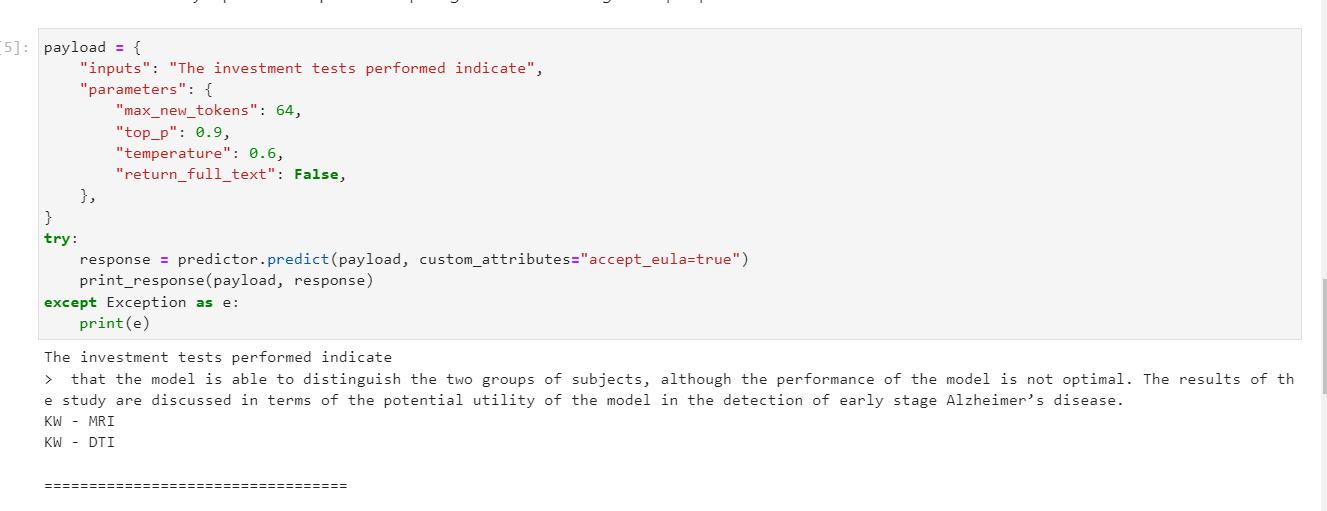 [5]: payload = {
    "inputs": "The investment tests performed indicate",
    "parameters": {
        "max_new_tokens": 64,
        "top_p": 0.9,
        "temperature": 0.6,
        "return_full_text": False,
    },
}
try:
    response = predictor.predict(payload, custom_attributes="accept_eula=true")
    print_response(payload, response)
except Exception as e:
    print(e)
The investment tests performed indicate
>  that the model is able to distinguish the two groups of subjects, although the performance of the model is not optimal. The results of th
e study are discussed in terms of the potential utility of the model in the detection of early stage Alzheimer’s disease.
KW - MRI
KW - DTI
==================================